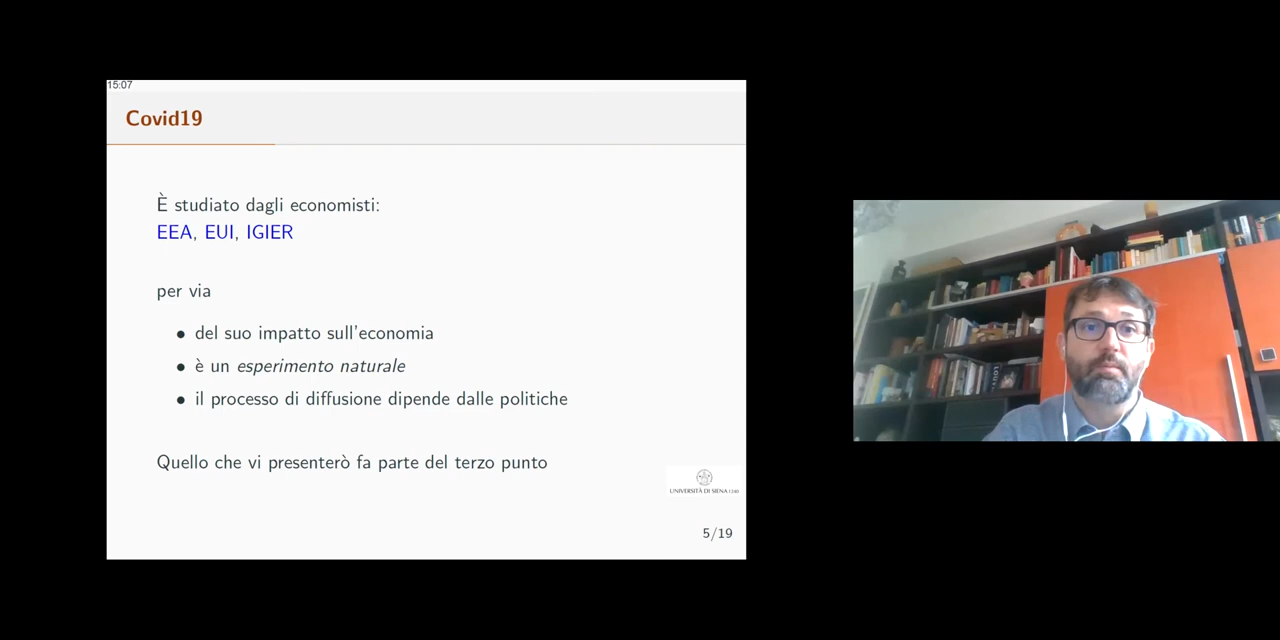 15:07
Covid19
È studiato dagli economisti:
EEA, EUI, IGIER
per via
• del suo impatto sull'economia
• è un esperimento naturale
• il processo di diffusione dipende dalle politiche
Quello che vi presenterò fa parte del terzo punto
UNIVERSITÀ DI SIENA 1240
5/19